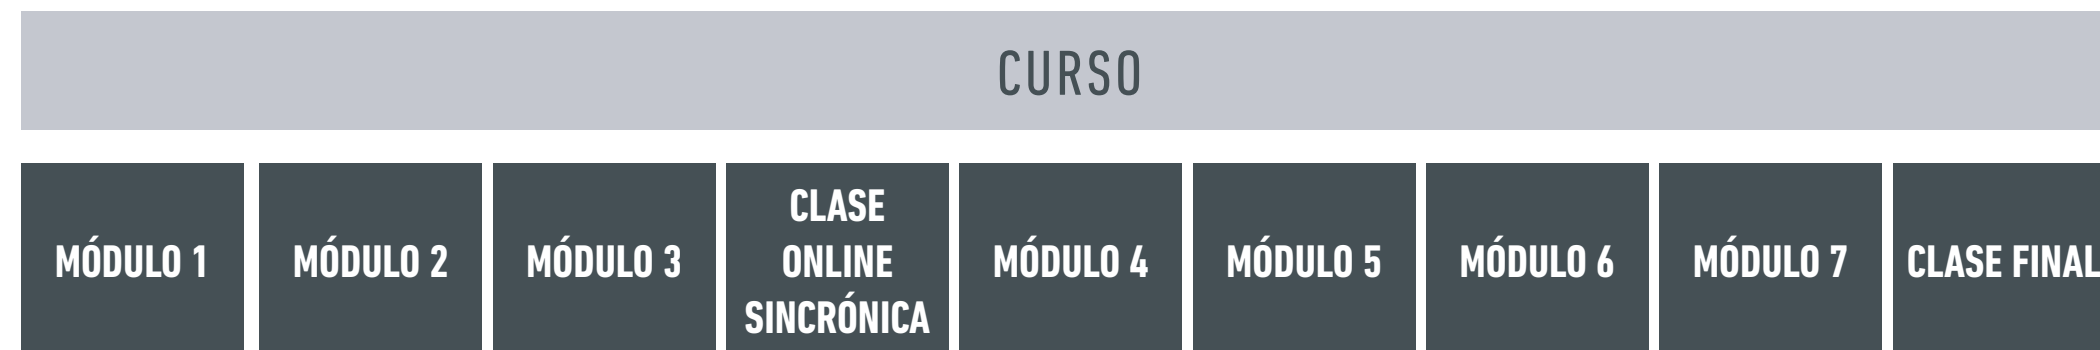 CURSO
MÓDULO 1
MÓDULO 2
MÓDULO 3
CLASE
ONLINE
SINCRÓNICA
MÓDULO 4
MÓDULO 5
MÓDULO 6
MÓDULO 7
CLASE FINAL